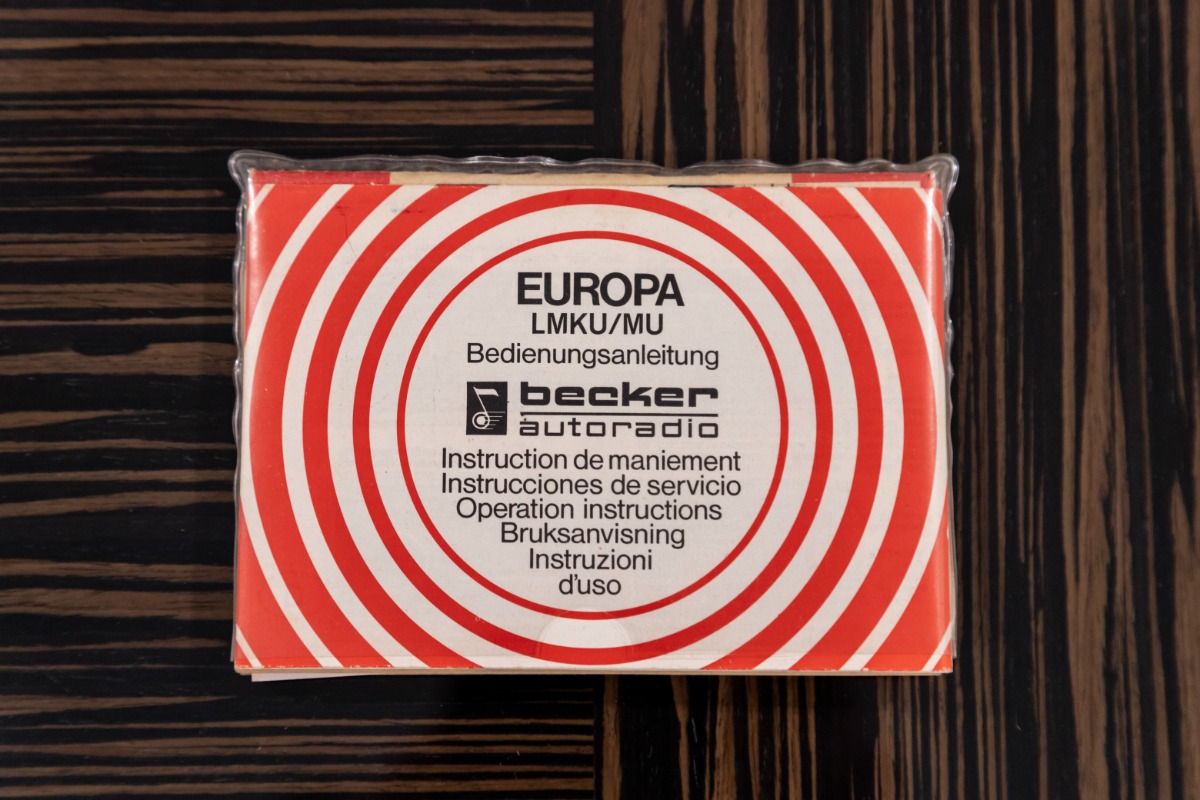 EUROPA
LMKU/MU
Bedienungsanleitung
becker
autoradio
Instruction de maniement
Instrucciones de servicio
Operation instructions
Bruksanvisning
Instruzioni
d'uso